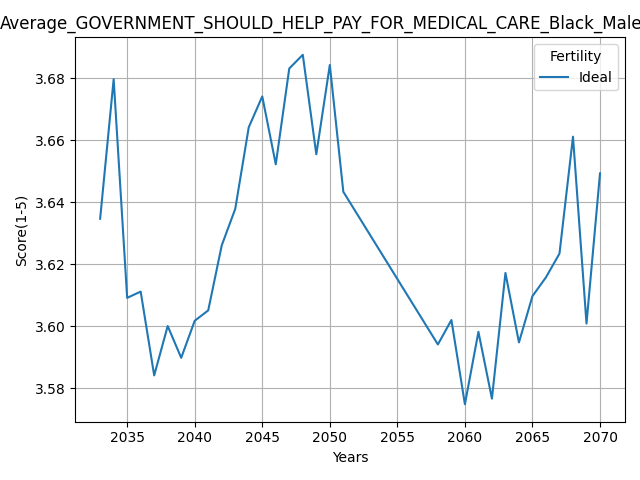 Average_GOVERNMENT_SHOULD_HELP_PAY_FOR_MEDICAL_CARE_Black_Male
Fertility
Ideal
3.68
3.66
3.64
3.62
3.60
3.58
Score(1-5)
2035 2040 2045 2050 2055 2060 2065 2070
Years